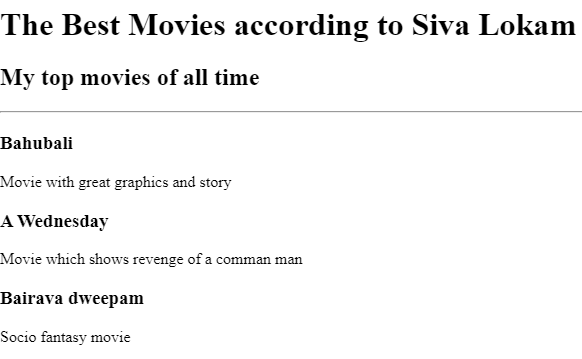 The Best Movies according to Siva Lokam
My top movies of all time
Bahubali
Movie with great graphics and story
A Wednesday
Movie which shows revenge of a comman man
Bairava dweepam
Socio fantasy movie